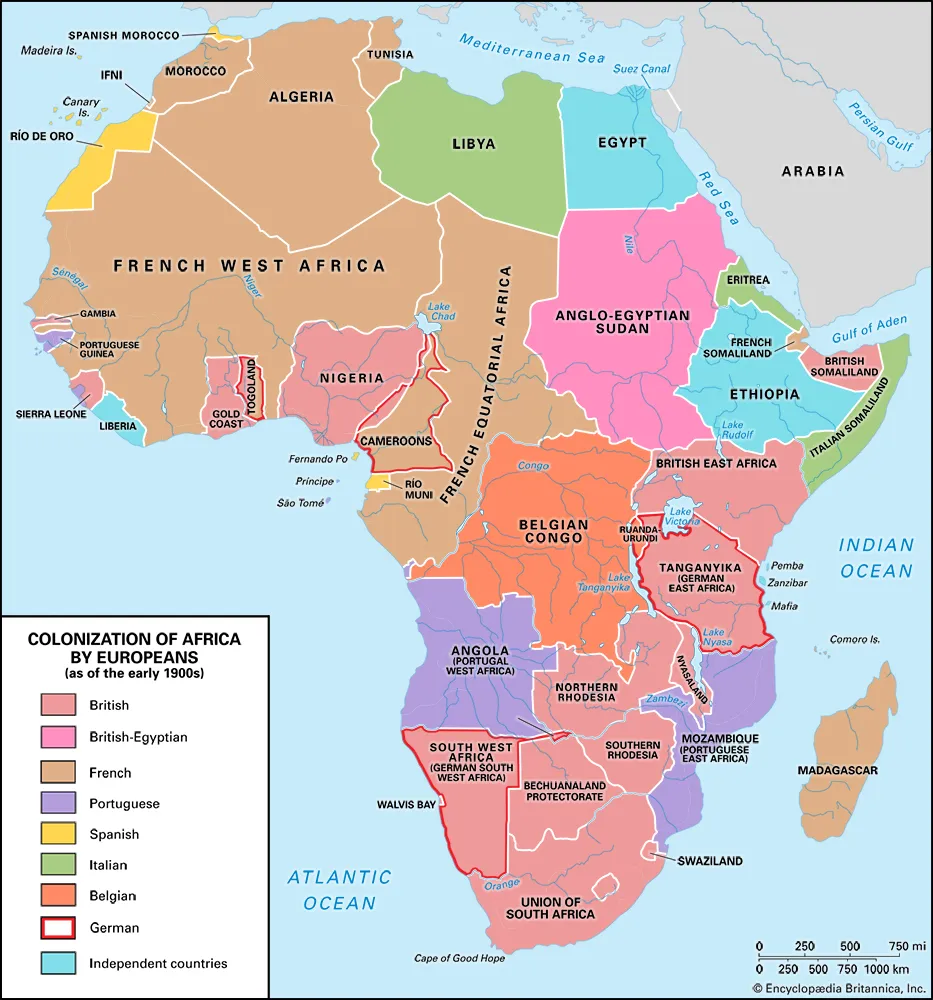 SPANISH MOROCCO
Madeira Is.
MOROCCO
TUNISIA
Mediterranean Sea
Suez Canal
IFNI
ALGERIA
Canary
Is.
RÍO DE ORO
LIBYA
EGYPT
Persian Gulf
ARABIA
Red Sea
Nile
FRENCH WEST AFRICA
Sénégal
Niger
ERITREA
GAMBIA
Lake
Chad
FRENCH EQUATORIAL AFRICA
ANGLO-EGYPTIAN
SUDAN
Gulf of Aden
PORTUGUESE
GUINEA
FRENCH
SOMALILAND
BRITISH
SOMALILAND
NIGERIA
TOGOLAND
SIERRA LEONE
GOLD
COAST
ETHIOPIA
LIBERIA
ITALIAN SOMALILAND
CAMEROONS
Lake
Rudolf
Fernando Po
Congo
BRITISH EAST AFRICA
Príncipe
RÍO
MUNI
São Tomé
Lake
Victoria
BELGIAN
CONGO
RUANDA-
URUNDI
INDIAN
OCEAN
TANGANYIKA
(GERMAN
EAST AFRICA)
Pemba
Zanzibar
Lake
Tanganyika
Mafia
Lake
Nyasa
Comoro Is.
ANGOLA
(PORTUGAL
WEST AFRICA)
NYASALAND
NORTHERN
RHODESIA
Zambezi
MOZAMBIQUE
(PORTUGUESE
EAST AFRICA)
SOUTH WEST
AFRICA
(GERMAN SOUTH
WEST AFRICA)
SOUTHERN
RHODESIA
MADAGASCAR
BECHUANALAND
PROTECTORATE
WALVIS BAY
SWAZILAND
ATLANTIC
OCEAN
Orange
UNION OF
SOUTH AFRICA
Cape of Good Hope
COLONIZATION OF AFRICA
BY EUROPEANS
(as of the early 1900s)
British
British-Egyptian
French
Portuguese
Spanish
Italian
Belgian
German
Independent countries
0 250 500 750 mi
0 250 500 750 1000 km
© Encyclopædia Britannica, Inc.